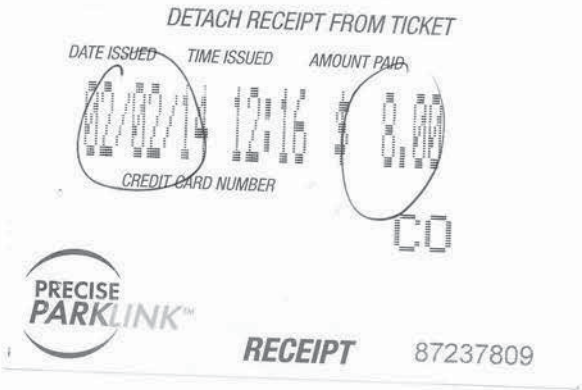 DETACH RECEIPT FROM TICKET
DATE ISSUED TIME ISSUED AMOUNT PAID
02/02/14 12:16 $ 8.00
CREDIT CARD NUMBER
CO
PRECISE
PARKLINK™
RECEIPT 87237809